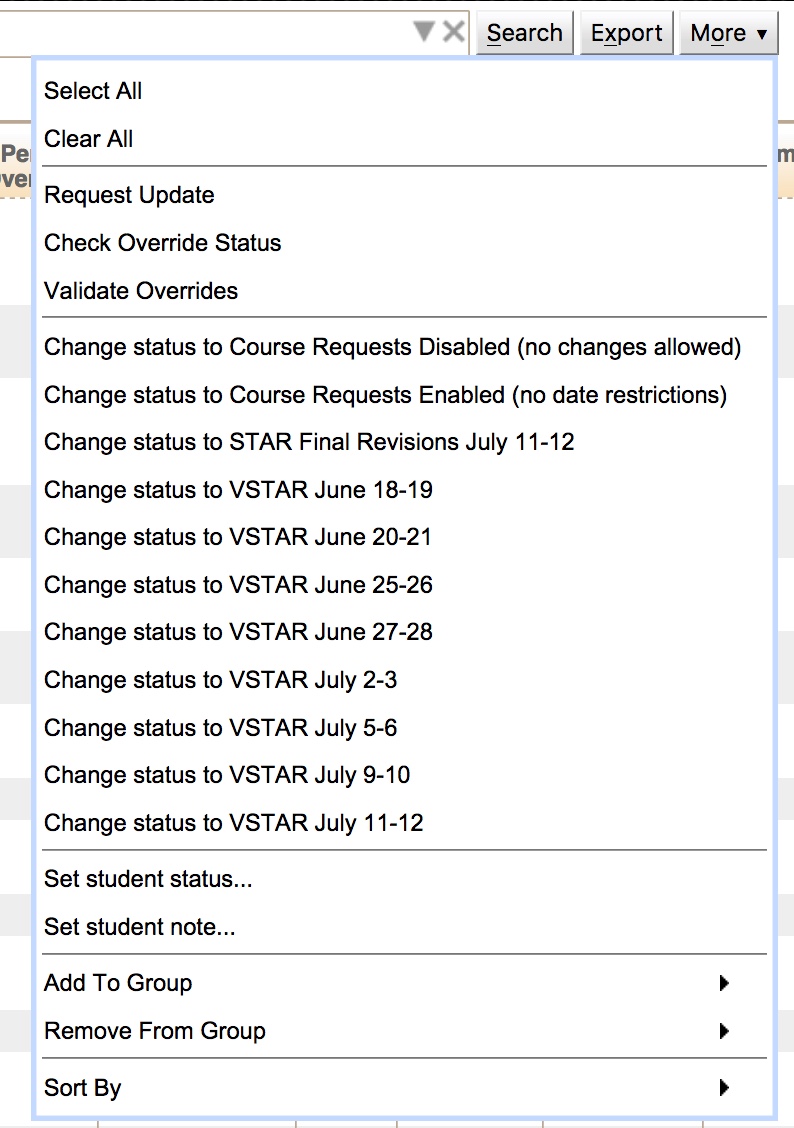 Search Export More ▼
Select All
Clear All
Request Update
Check Override Status
Validate Overrides
Change status to Course Requests Disabled (no changes allowed)
Change status to Course Requests Enabled (no date restrictions)
Change status to STAR Final Revisions July 11-12
Change status to VSTAR June 18-19
Change status to VSTAR June 20-21
Change status to VSTAR June 25-26
Change status to VSTAR June 27-28
Change status to VSTAR July 2-3
Change status to VSTAR July 5-6
Change status to VSTAR July 9-10
Change status to VSTAR July 11-12
Set student status...
Set student note...
Add To Group
Remove From Group
Sort By